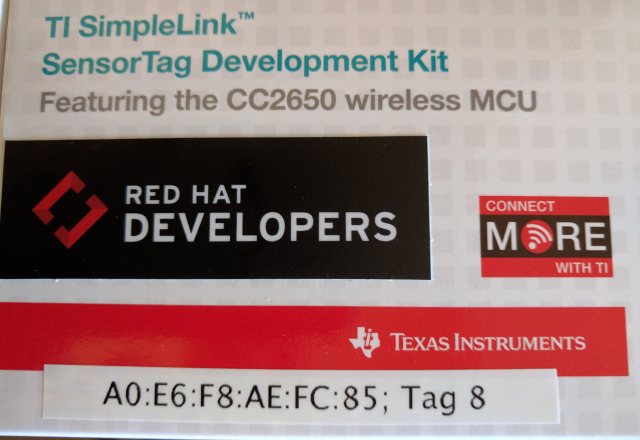 TI SimpleLink™
SensorTag Development Kit
Featuring the CC2650 wireless MCU
RED HAT
DEVELOPERS
CONNECT
MORE
WITH TI
TEXAS INSTRUMENTS
A0:E6:F8:AE:FC:85; Tag 8